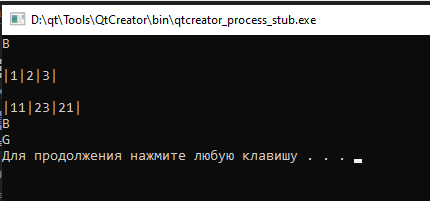 D:\qt\Tools\QtCreator\bin\qtcreator_process_stub.exe
B
|1|2|3|
|11|23|21|
B
G
Для продолжения нажмите любую клавишу . . .